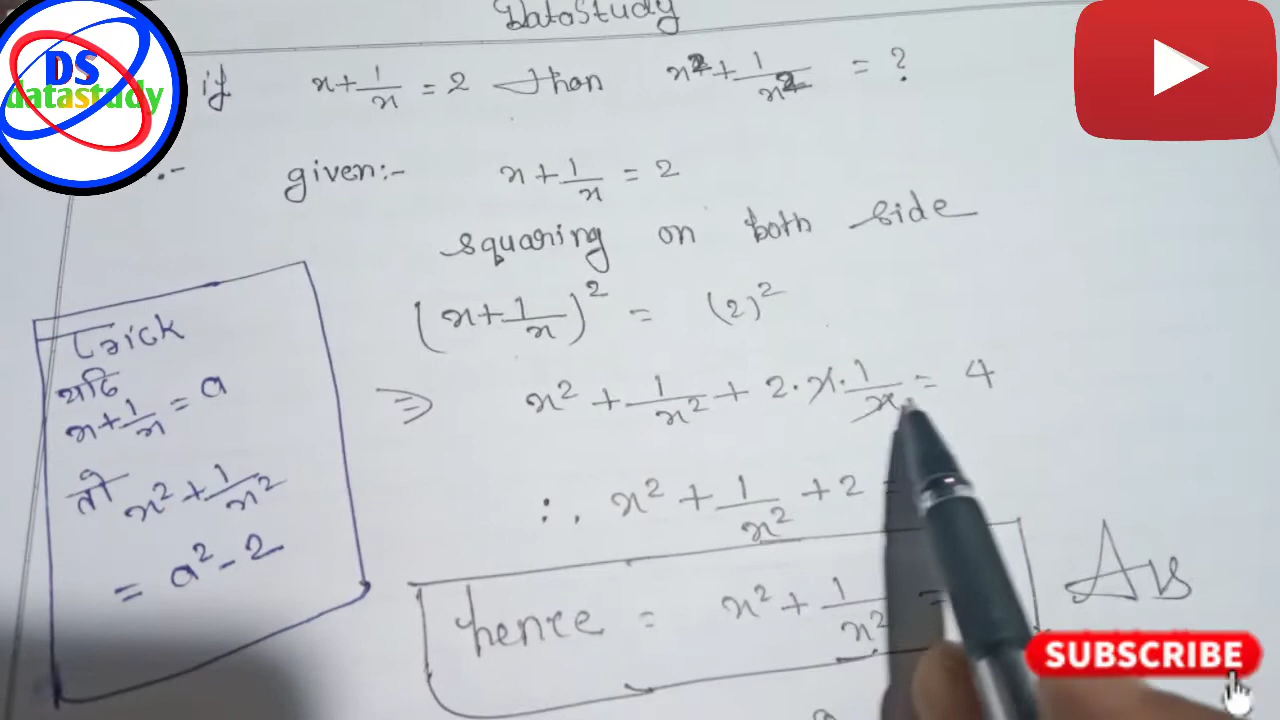 DataStudy
DS
datastudy
if x + 1/x = 2 than x² + 1/x² = ?
given:- x + 1/x = 2
squaring on both side
(x + 1/x)² = (2)²
⇒ x² + 1/x² + 2·x·1/x = 4
∴ x² + 1/x² + 2 =
hence = x² + 1/x² =
Ans
Trick
यदि
x + 1/x = a
तो x² + 1/x²
= a² - 2
SUBSCRIBE